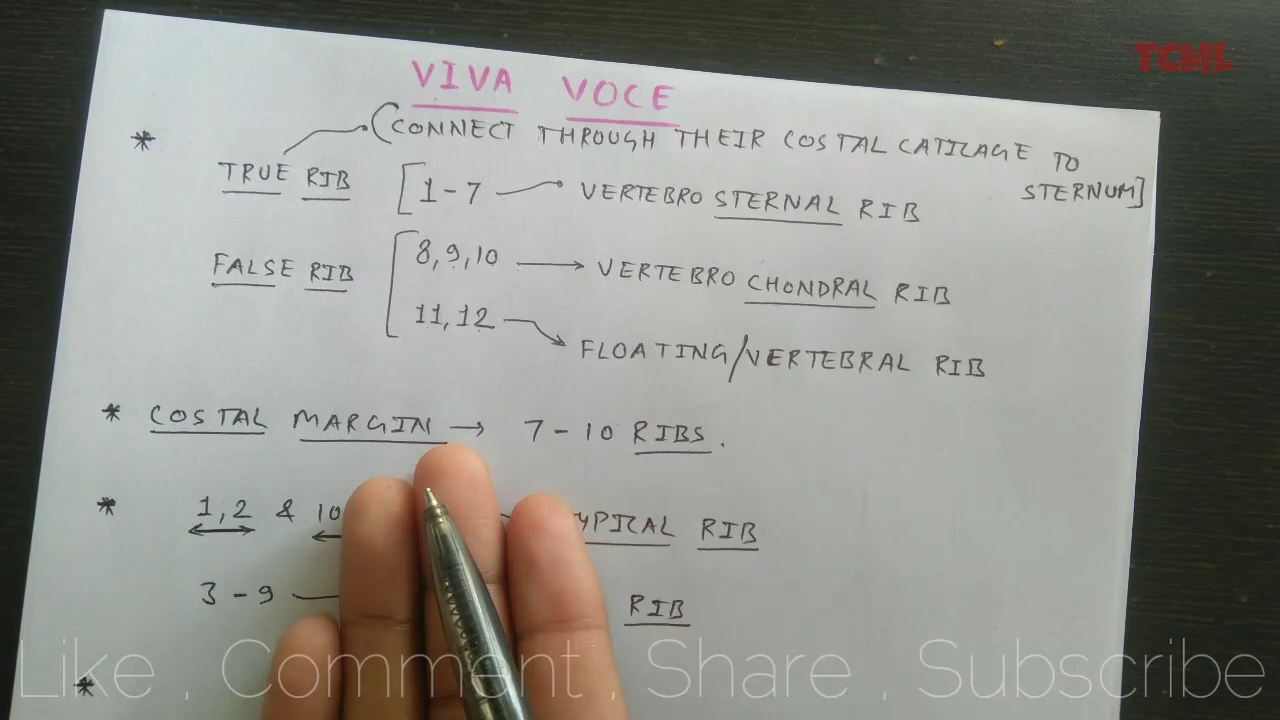 TCML
VIVA VOCE
* (CONNECT THROUGH THEIR COSTAL CATILAGE TO
STERNUM]
TRUE RIB [1-7 VERTEBRO STERNAL RIB
FALSE RIB [8,9,10 → VERTEBRO CHONDRAL RIB
11,12 → FLOATING/VERTEBRAL RIB
* COSTAL MARGIN → 7-10 RIBS.
* 1,2 & 10 YPICAL RIB
3-9 RIB
*
Like , Comment , Share , Subscribe